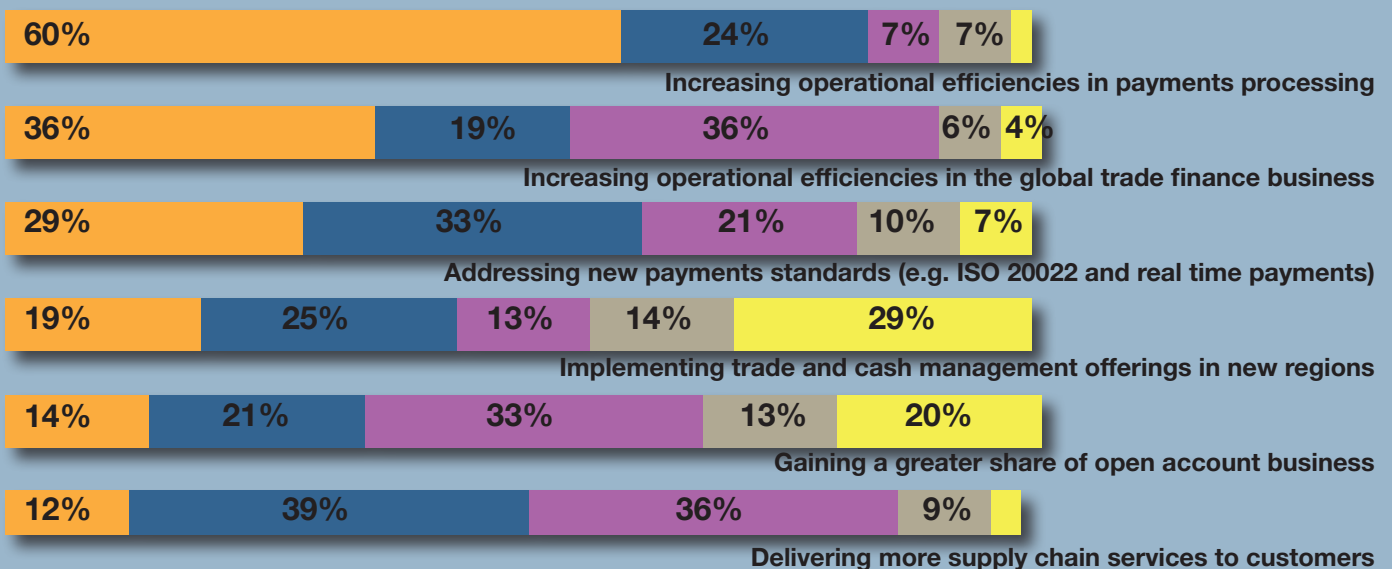 60% 24% 7% 7%
Increasing operational efficiencies in payments processing
36% 19% 36% 6% 4%
Increasing operational efficiencies in the global trade finance business
29% 33% 21% 10% 7%
Addressing new payments standards (e.g. ISO 20022 and real time payments)
19% 25% 13% 14% 29%
Implementing trade and cash management offerings in new regions
14% 21% 33% 13% 20%
Gaining a greater share of open account business
12% 39% 36% 9%
Delivering more supply chain services to customers